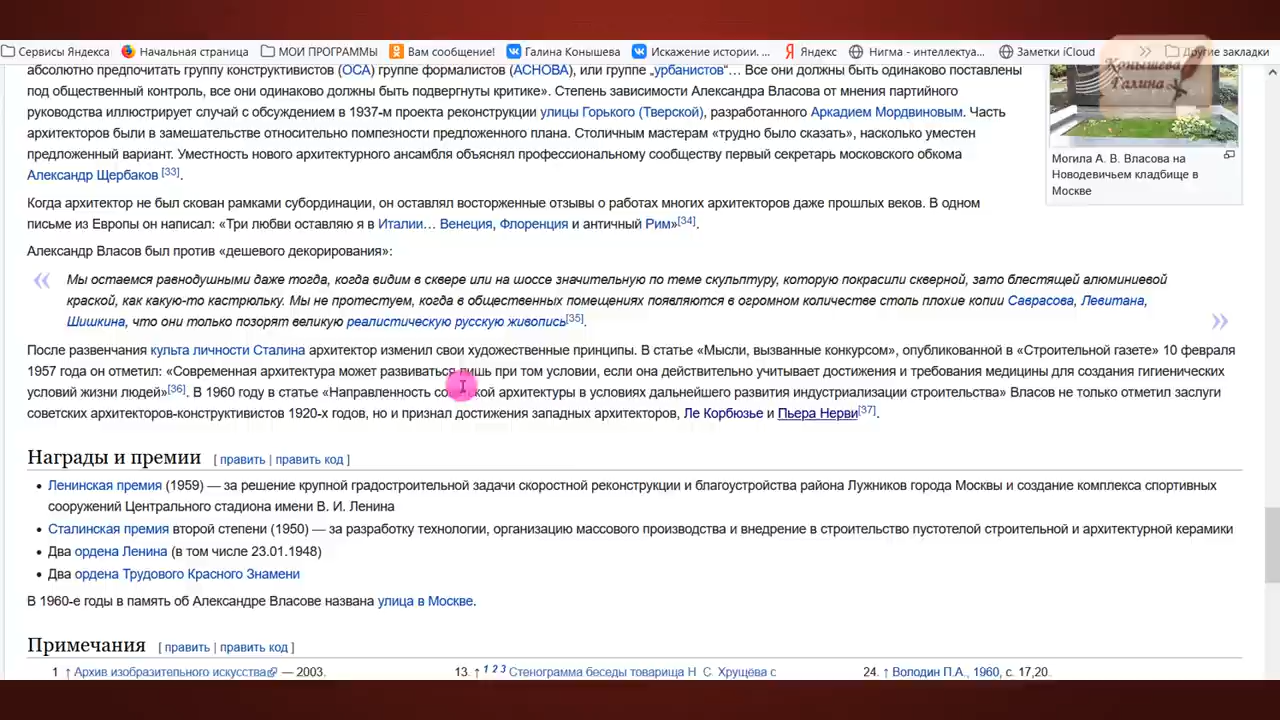 Сервисы Яндекса Начальная страница МОИ ПРОГРАММЫ Вам сообщение! Галина Конышева Искажение истории. ... Яндекс Нигма - интеллектуа... Заметки iCloud Другие закладки
Конышева
Галина
абсолютно предпочитать группу конструктивистов (ОСА) группе формалистов (АСНОВА), или группе „урбанистов“… Все они должны быть одинаково поставлены
под общественный контроль, все они одинаково должны быть подвергнуты критике». Степень зависимости Александра Власова от мнения партийного
руководства иллюстрирует случай с обсуждением в 1937-м проекта реконструкции улицы Горького (Тверской), разработанного Аркадием Мордвиновым. Часть
архитекторов были в замешательстве относительно помпезности предложенного плана. Столичным мастерам «трудно было сказать», насколько уместен
предложенный вариант. Уместность нового архитектурного ансамбля объяснял профессиональному сообществу первый секретарь московского обкома
Александр Щербаков [33].
Могила А. В. Власова на
Новодевичьем кладбище в
Москве
Когда архитектор не был скован рамками субординации, он оставлял восторженные отзывы о работах многих архитекторов даже прошлых веков. В одном
письме из Европы он написал: «Три любви оставляю я в Италии… Венеция, Флоренция и античный Рим»[34].
Александр Власов был против «дешевого декорирования»:
« Мы остаемся равнодушными даже тогда, когда видим в сквере или на шоссе значительную по теме скульптуру, которую покрасили скверной, зато блестящей алюминиевой
краской, как какую-то кастрюльку. Мы не протестуем, когда в общественных помещениях появляются в огромном количестве столь плохие копии Саврасова, Левитана,
Шишкина, что они только позорят великую реалистическую русскую живопись[35]. »
После развенчания культа личности Сталина архитектор изменил свои художественные принципы. В статье «Мысли, вызванные конкурсом», опубликованной в «Строительной газете» 10 февраля
1957 года он отметил: «Современная архитектура может развиваться лишь при том условии, если она действительно учитывает достижения и требования медицины для создания гигиенических
условий жизни людей»[36]. В 1960 году в статье «Направленность советской архитектуры в условиях дальнейшего развития индустриализации строительства» Власов не только отметил заслуги
советских архитекторов-конструктивистов 1920-х годов, но и признал достижения западных архитекторов, Ле Корбюзье и Пьера Нерви[37].
Награды и премии [ править | править код ]
• Ленинская премия (1959) — за решение крупной градостроительной задачи скоростной реконструкции и благоустройства района Лужников города Москвы и создание комплекса спортивных
сооружений Центрального стадиона имени В. И. Ленина
• Сталинская премия второй степени (1950) — за разработку технологии, организацию массового производства и внедрение в строительство пустотелой строительной и архитектурной керамики
• Два ордена Ленина (в том числе 23.01.1948)
• Два ордена Трудового Красного Знамени
В 1960-е годы в память об Александре Власове названа улица в Москве.
Примечания [ править | править код ]
1 ↑ Архив изобразительного искусства — 2003.
13. ↑ 1 2 3 Стенограмма беседы товарища Н С. Хрущёва с
24. ↑ Володин П.А., 1960, с. 17,20.